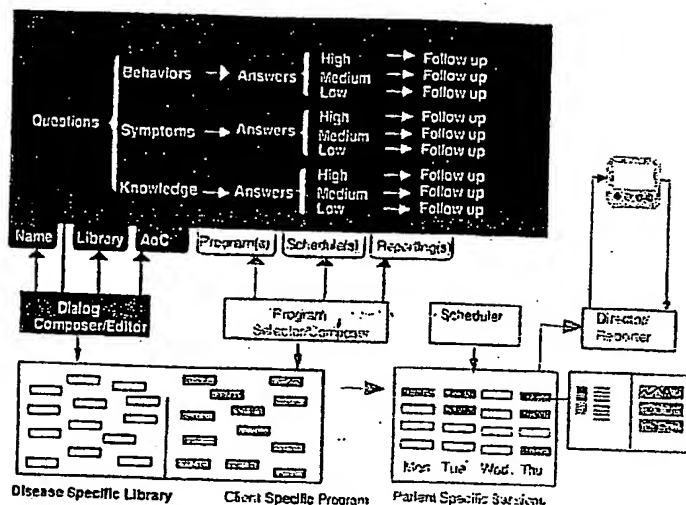 Questions
Behaviors
Answers
High
Follow up
Medium
Follow up
Low
Follow up
Symptoms
Answers
High
Follow up
Medium
Follow up
Low
Follow up
Knowledge
Answers
High
Follow up
Medium
Follow up
Low
Follow up
Name
Library
AoC
Program(s)
Schedule(s)
Reporting(s)
Dialog
Composer/Editor
Program
Selector/Composer
Scheduler
Director/
Reporter
Mon Tue Wed. Thu
Disease Specific Library
Client Specific Program
Patient Specific